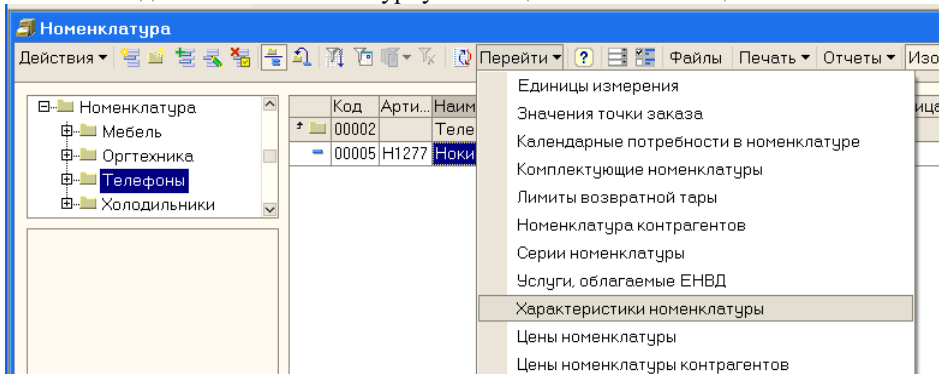 Номенклатура
Действия Перейти ? Файлы Печать Отчеты Изо
Номенклатура
Мебель
Оргтехника
Телефоны
Холодильники
Код Арти... Наим
00002 Теле
00005 Н1277 Ноки
Единицы измерения
Значения точки заказа
Календарные потребности в номенклатуре
Комплектующие номенклатуры
Лимиты возвратной тары
Номенклатура контрагентов
Серии номенклатуры
Услуги, облагаемые ЕНВД
Характеристики номенклатуры
Цены номенклатуры
Цены номенклатуры контрагентов
ица